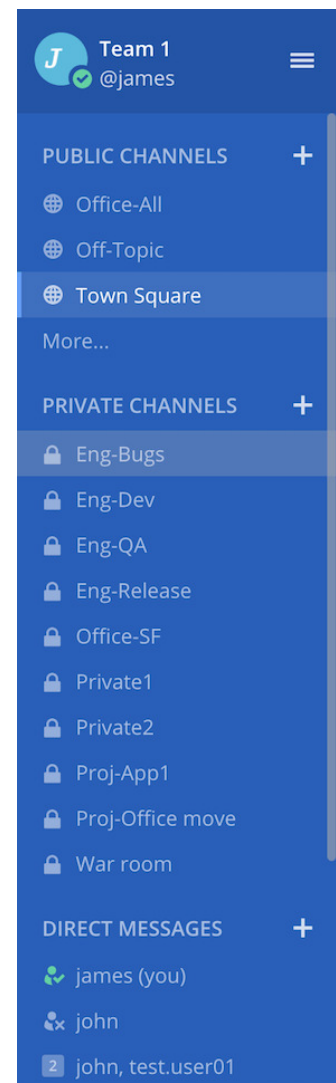 J
Team 1
@james
PUBLIC CHANNELS +
Office-All
Off-Topic
Town Square
More...
PRIVATE CHANNELS +
Eng-Bugs
Eng-Dev
Eng-QA
Eng-Release
Office-SF
Private1
Private2
Proj-App1
Proj-Office move
War room
DIRECT MESSAGES +
james (you)
john
2 john, test.user01